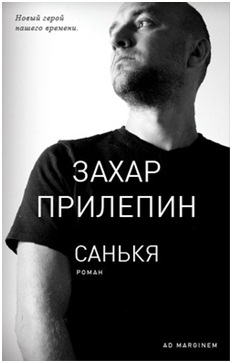 Новый герой
нашего времени.
ЗАХАР
ПРИЛЕПИН
САНЬКЯ
РОМАН
AD MARGINEM